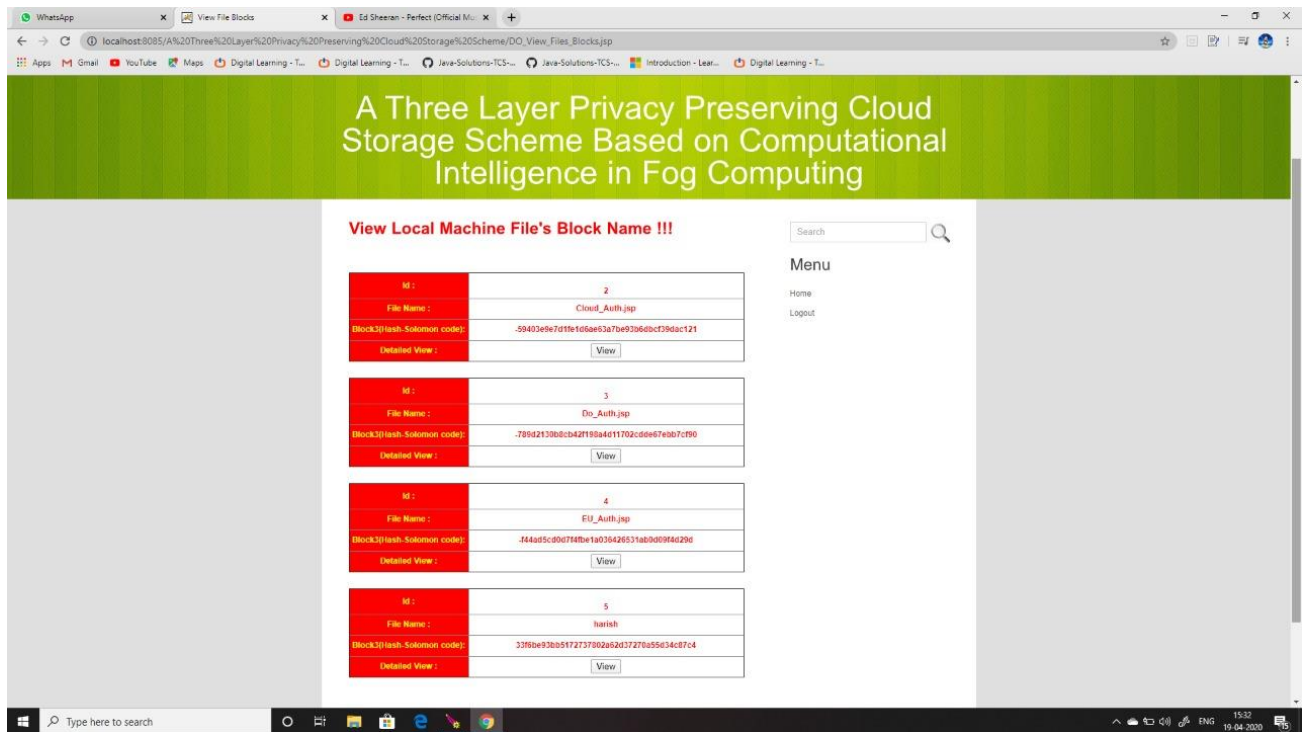 WhatsApp
View File Blocks
Ed Sheeran - Perfect (Official Mu
localhost:8085/A%20Three%20Layer%20Privacy%20Preserving%20Cloud%20Storage%20Scheme/DO_View_Files_Blocks.jsp
Apps Gmail YouTube Maps Digital Learning - T... Digital Learning - T... Java-Solutions-TCS-... Java-Solutions-TCS-... Introduction - Lear... Digital Learning - T...
A Three Layer Privacy Preserving Cloud
Storage Scheme Based on Computational
Intelligence in Fog Computing
View Local Machine File's Block Name !!!
Id : 2
File Name : Cloud_Auth.jsp
Block3(Hash-Solomon code): -59403e9e7d1fe1d6ae63a7be93b6dbcf39dac121
Detailed View : View
Id : 3
File Name : Do_Auth.jsp
Block3(Hash-Solomon code): -789d2130b8cb42f198a4d11702cdde67ebb7cf90
Detailed View : View
Id : 4
File Name : EU_Auth.jsp
Block3(Hash-Solomon code): -f44ad5cd0d7f4fbe1a036426531ab0d09f4d29d
Detailed View : View
Id : 5
File Name : harish
Block3(Hash-Solomon code): 33f6be93bb5172737802a62d37278a55d34c87c4
Detailed View : View
Search
Menu
Home
Logout
Type here to search
ENG
15:32
19-04-2020
15